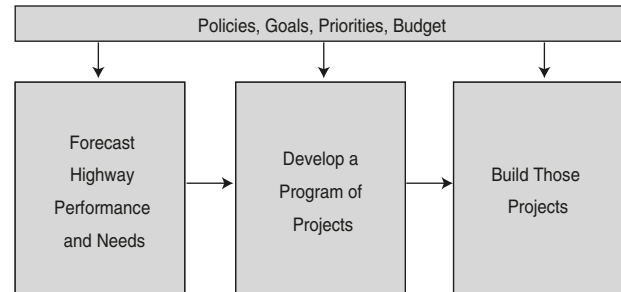 Policies, Goals, Priorities, Budget
Forecast
Highway
Performance
and Needs
Develop a
Program of
Projects
Build Those
Projects